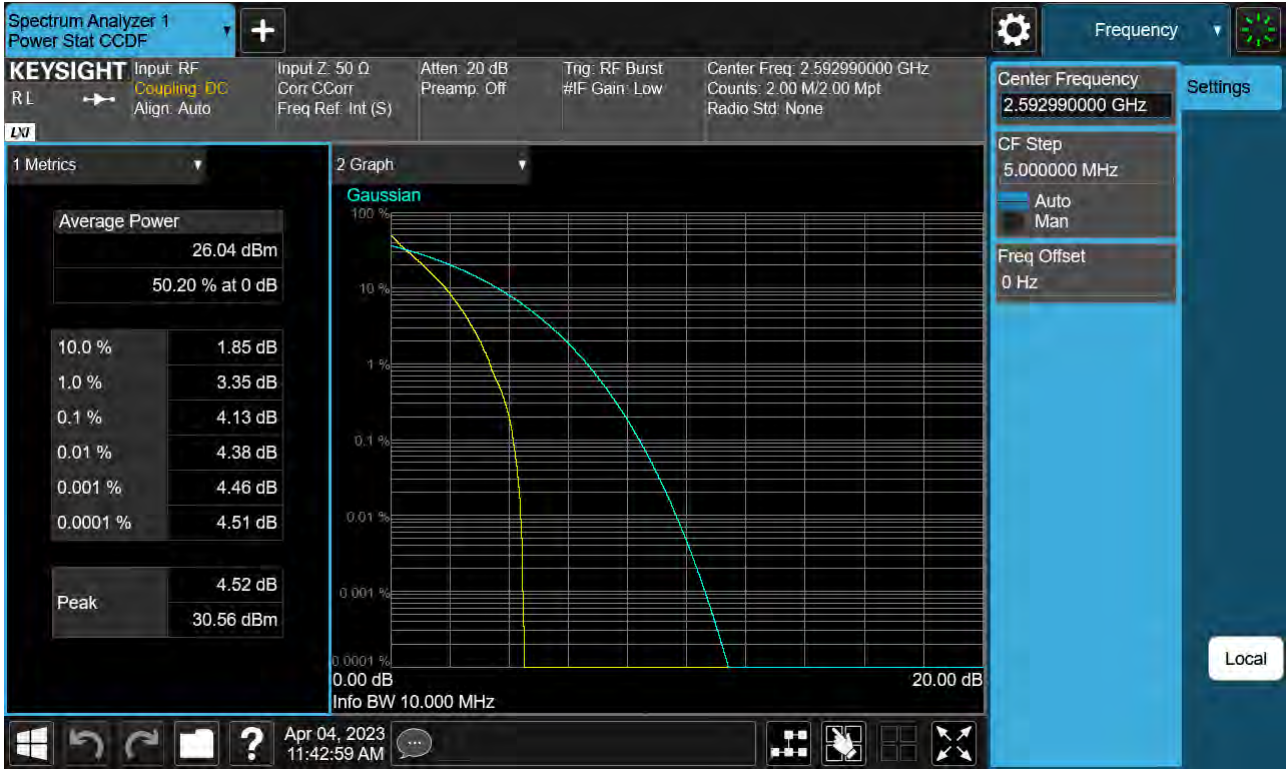 Spectrum Analyzer 1
Power Stat CCDF
+
Frequency
KEYSIGHT
R L
LXI
Input: RF
Coupling: DC
Align: Auto
Input Z: 50 Ω
Corr CCorr
Freq Ref: Int (S)
Atten: 20 dB
Preamp: Off
Trig: RF Burst
#IF Gain: Low
Center Freq: 2.592990000 GHz
Counts: 2.00 M/2.00 Mpt
Radio Std: None
Center Frequency
2.592990000 GHz
Settings
CF Step
5.000000 MHz
Auto
Man
Freq Offset
0 Hz
Local
1 Metrics
Average Power
26.04 dBm
50.20 % at 0 dB
10.0 % 1.85 dB
1.0 % 3.35 dB
0.1 % 4.13 dB
0.01 % 4.38 dB
0.001 % 4.46 dB
0.0001 % 4.51 dB
Peak
4.52 dB
30.56 dBm
2 Graph
Gaussian
100 %
10 %
1 %
0.1 %
0.01 %
0.001 %
0.0001 %
0.00 dB 20.00 dB
Info BW 10.000 MHz
?
Apr 04, 2023
11:42:59 AM